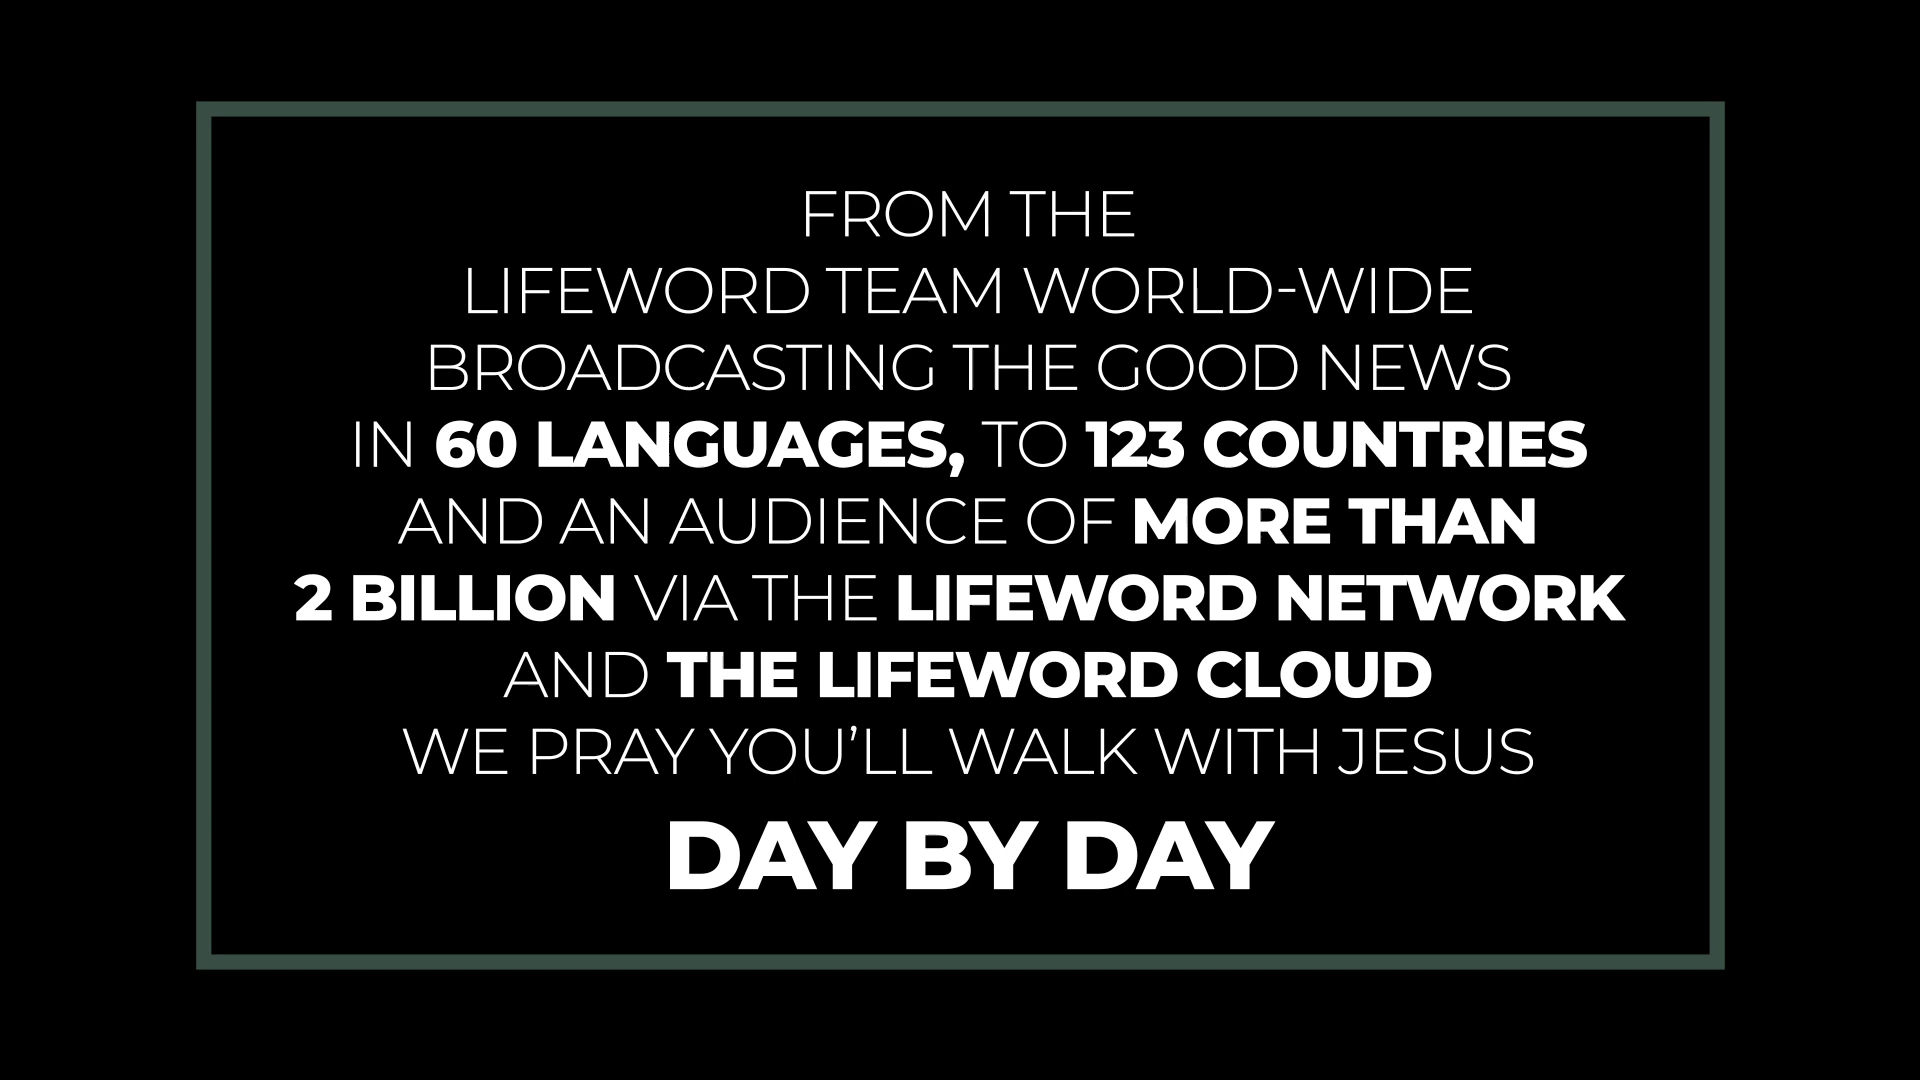 FROM THE
LIFEWORD TEAM WORLD-WIDE
BROADCASTING THE GOOD NEWS
IN 60 LANGUAGES, TO 123 COUNTRIES
AND AN AUDIENCE OF MORE THAN
2 BILLION VIA THE LIFEWORD NETWORK
AND THE LIFEWORD CLOUD
WE PRAY YOU’LL WALK WITH JESUS
DAY BY DAY